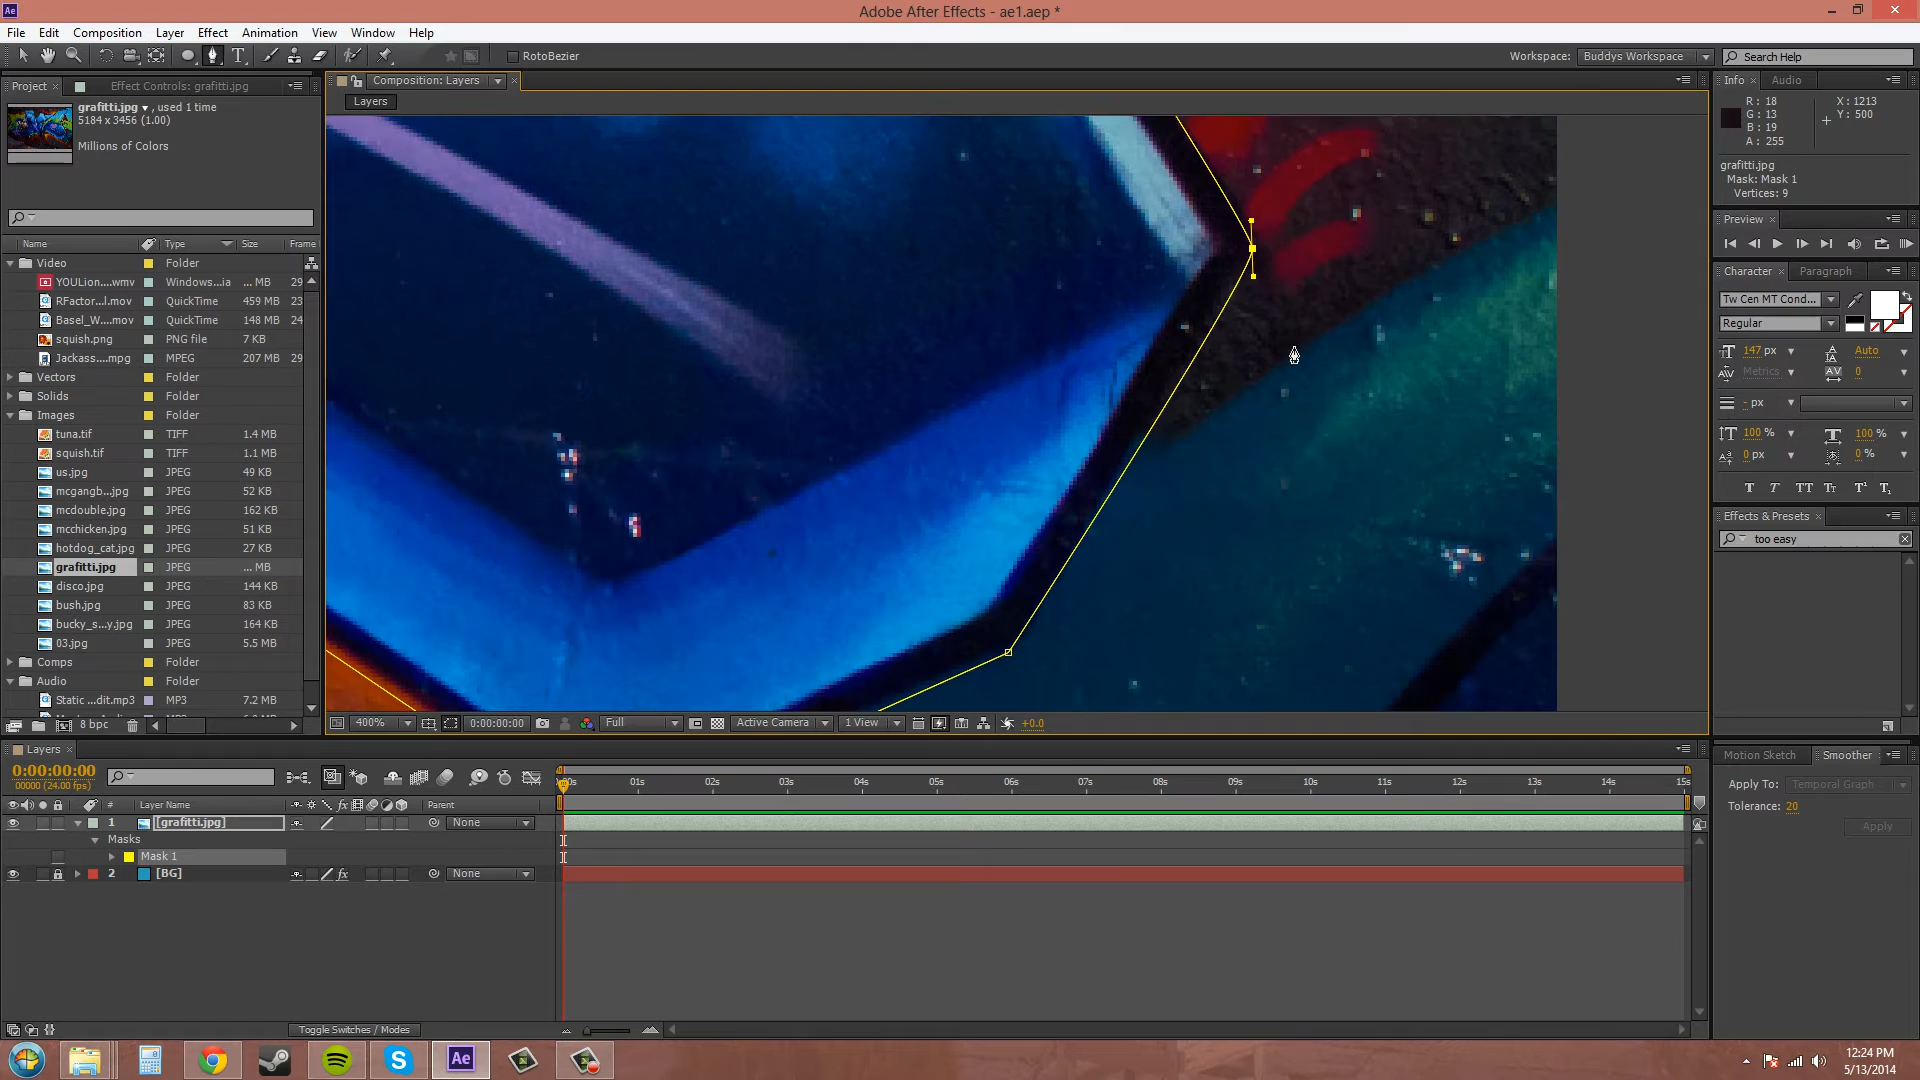 Ae
Adobe After Effects - ae1.aep *
File Edit Composition Layer Effect Animation View Window Help
RotoBezier
Workspace: Buddys Workspace
Search Help
Project
Effect Controls: grafitti.jpg
grafitti.jpg , used 1 time
5184 x 3456 (1.00)
Millions of Colors
Name Type Size Frame
Video Folder
YOULion....wmv Windows...ia ... MB 29
RFactor...l.mov QuickTime 459 MB 23
Basel_W....mov QuickTime 148 MB 24
squish.png PNG file 7 KB
Jackass....mpg MPEG 207 MB 29
Vectors Folder
Solids Folder
Images Folder
tuna.tif TIFF 1.4 MB
squish.tif TIFF 1.1 MB
us.jpg JPEG 49 KB
mcgangb...jpg JPEG 52 KB
mcdouble.jpg JPEG 162 KB
mcchicken.jpg JPEG 51 KB
hotdog_cat.jpg JPEG 27 KB
grafitti.jpg JPEG ... MB
disco.jpg JPEG 144 KB
bush.jpg JPEG 83 KB
bucky_s...y.jpg JPEG 164 KB
03.jpg JPEG 5.5 MB
Comps Folder
Audio Folder
Static ...dit.mp3 MP3 7.2 MB
8 bpc
Composition: Layers
Layers
400% 0:00:00:00 Full Active Camera 1 View +0.0
Info Audio
R : 18 X : 1213
G : 13 Y : 500
B : 19
A : 255
grafitti.jpg
Mask: Mask 1
Vertices: 9
Preview
Character Paragraph
Tw Cen MT Cond...
Regular
147 px Auto
Metrics 0
- px
100 % 100 %
0 px 0 %
T T TT Tt T¹ T₁
Effects & Presets
too easy
Motion Sketch Smoother
Apply To: Temporal Graph
Tolerance: 20
Apply
Layers
0:00:00:00
00000 (24.00 fps)
# Layer Name Parent
1 [grafitti.jpg] None
Masks
Mask 1
2 [BG] None
01s 02s 03s 04s 05s 06s 07s 08s 09s 10s 11s 12s 13s 14s 15s
Toggle Switches / Modes
Ae
12:24 PM
5/13/2014